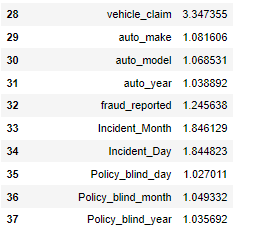 28 vehicle_claim 3.347355
29 auto_make 1.081606
30 auto_model 1.068531
31 auto_year 1.038892
32 fraud_reported 1.245638
33 Incident_Month 1.846129
34 Incident_Day 1.844823
35 Policy_blind_day 1.027011
36 Policy_blind_month 1.049332
37 Policy_blind_year 1.035692